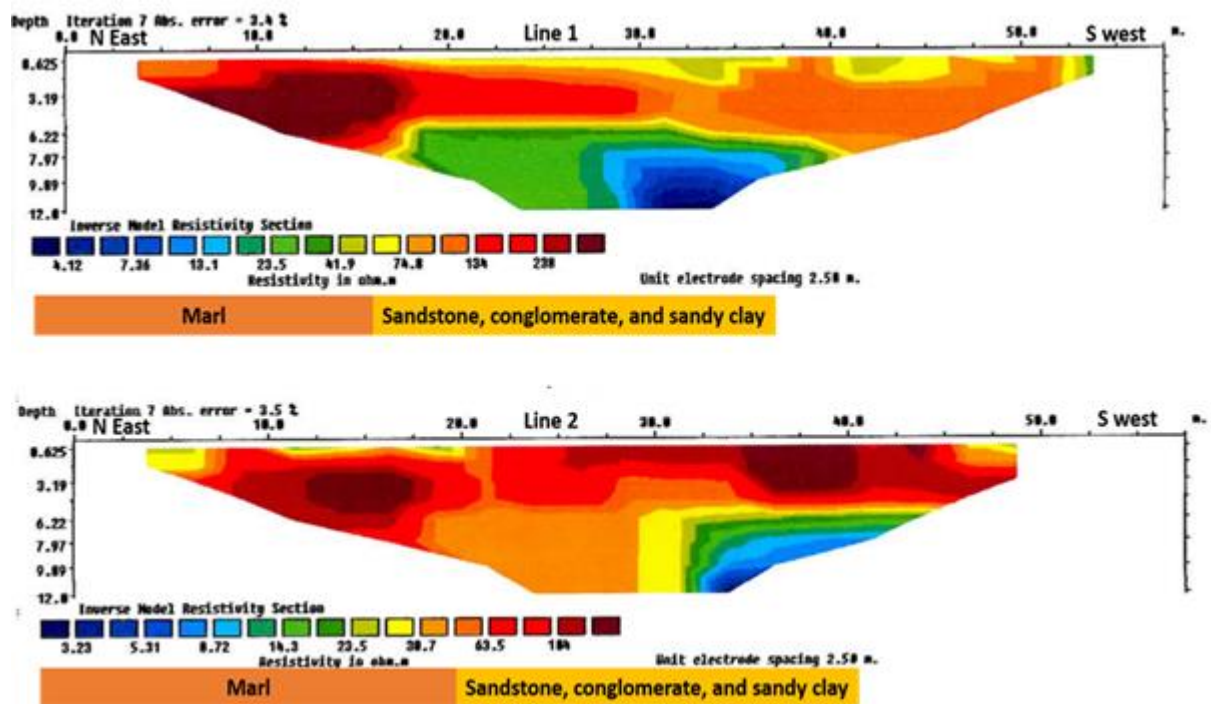 Depth Iteration 7 Abs. error = 3.4 %
0.0 N East 10.0 20.0 Line 1 30.0 40.0 50.0 S west m.
0.625
3.19
6.22
7.97
9.89
12.0
Inverse Model Resistivity Section
4.12 7.36 13.1 23.5 41.9 74.8 134 238
Resistivity in ohm.m Unit electrode spacing 2.50 m.
Marl Sandstone, conglomerate, and sandy clay
Depth Iteration 7 Abs. error = 3.5 %
0.0 N East 10.0 20.0 Line 2 30.0 40.0 50.0 S west m.
0.625
3.19
6.22
7.97
9.89
12.0
Inverse Model Resistivity Section
3.23 5.31 8.72 14.3 23.5 38.7 63.5 104
Resistivity in ohm.m Unit electrode spacing 2.50 m.
Marl Sandstone, conglomerate, and sandy clay